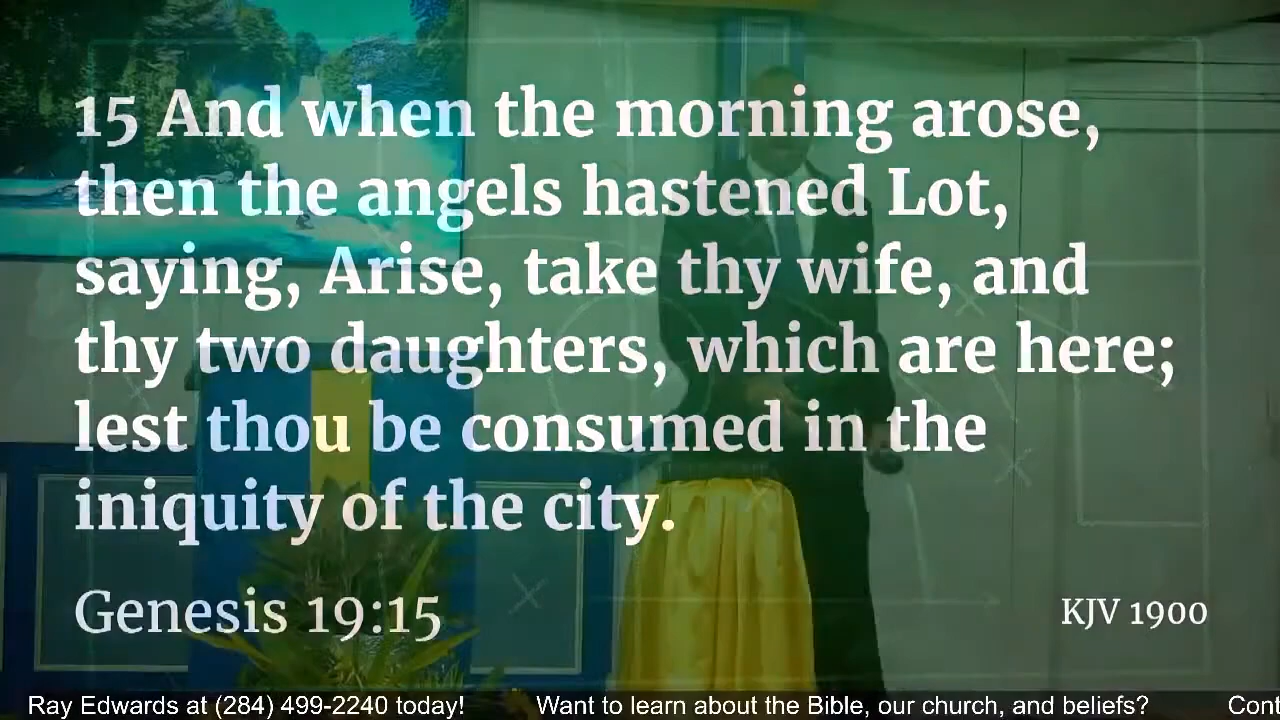 15 And when the morning arose,
then the angels hastened Lot,
saying, Arise, take thy wife, and
thy two daughters, which are here;
lest thou be consumed in the
iniquity of the city.
Genesis 19:15
KJV 1900
Ray Edwards at (284) 499-2240 today! Want to learn about the Bible, our church, and beliefs? Cont